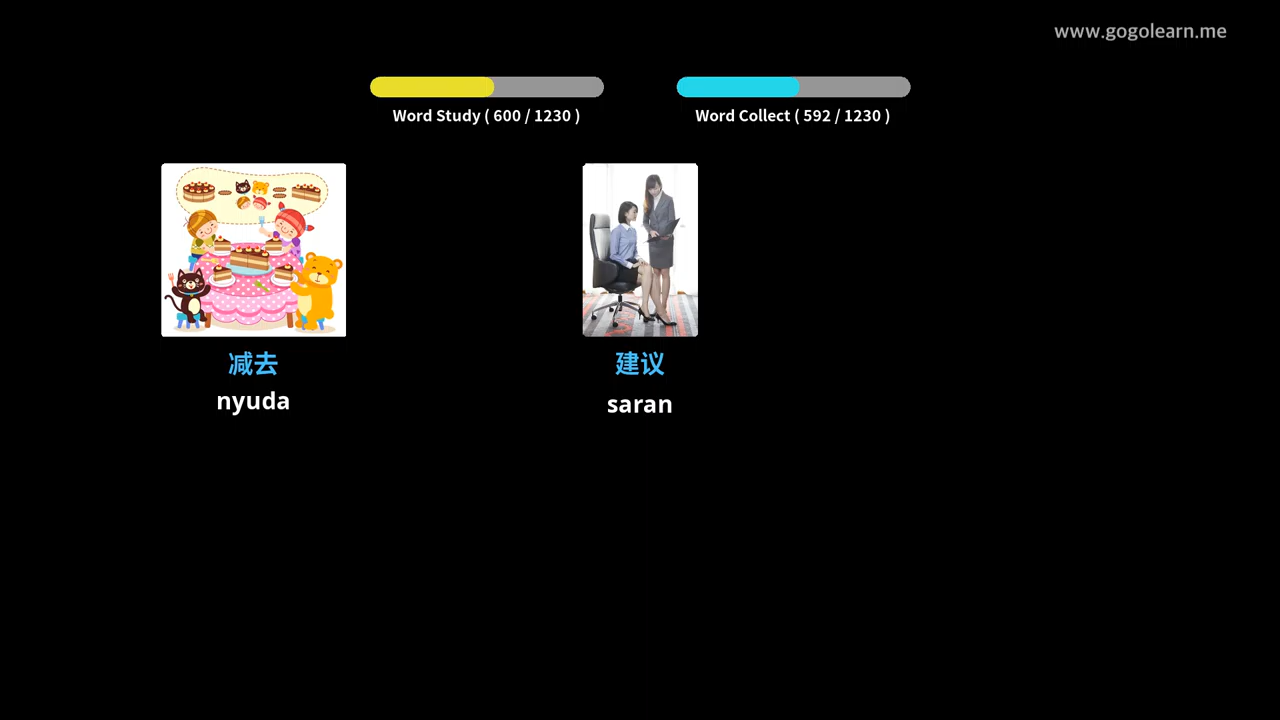 www.gogolearn.me
Word Study ( 600 / 1230 )
Word Collect ( 592 / 1230 )
减去
nyuda
建议
saran